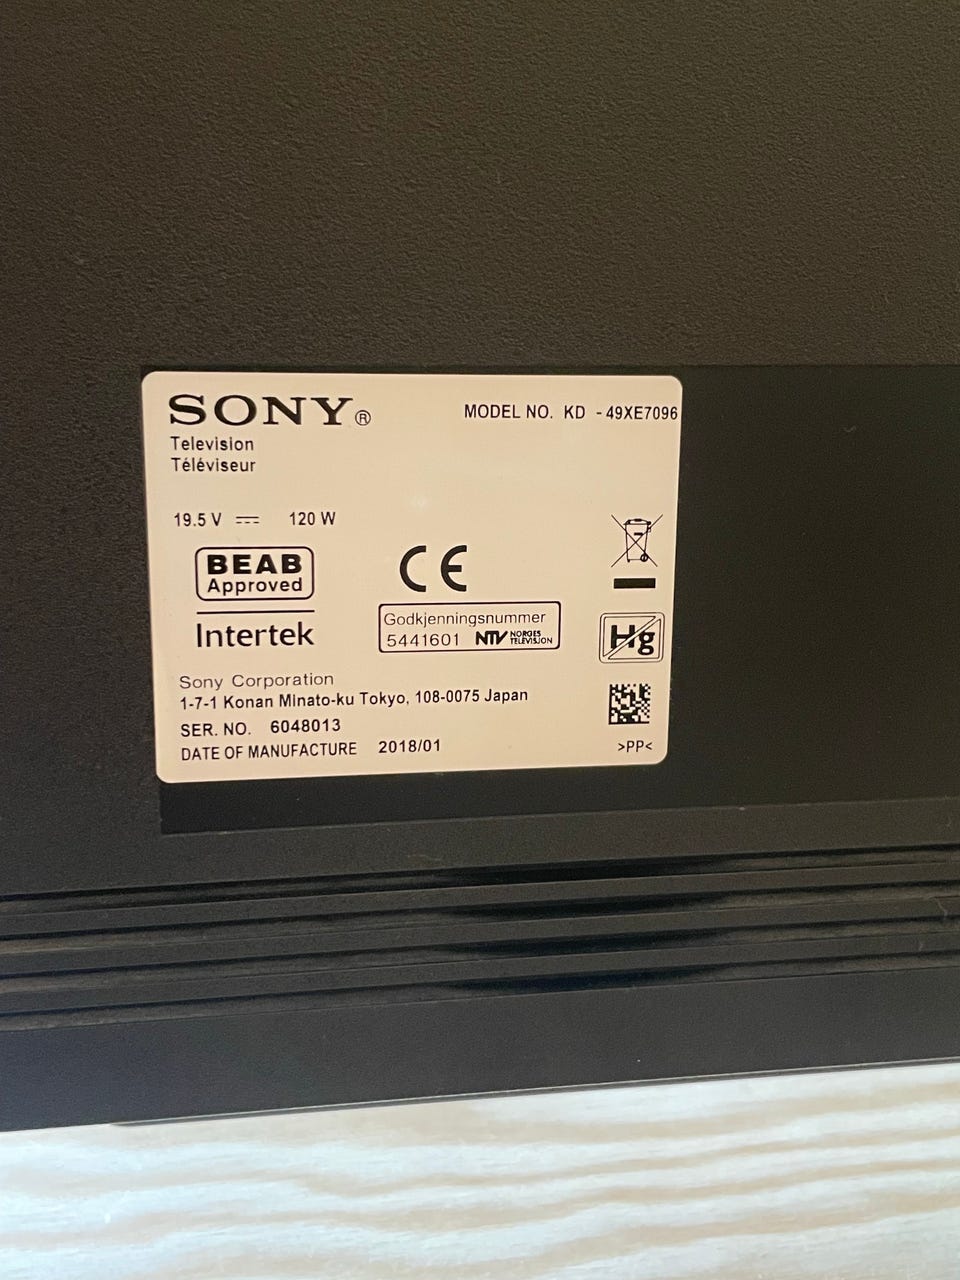 SONY®
MODEL NO. KD - 49XE7096
Television
Téléviseur
19.5 V ⎓ 120 W
BEAB
Approved
Intertek
CE
Godkjenningsnummer
5441601 NTV NORGES TELEVISJON
Hg
Sony Corporation
1-7-1 Konan Minato-ku Tokyo, 108-0075 Japan
SER. NO. 6048013
DATE OF MANUFACTURE 2018/01
>PP<